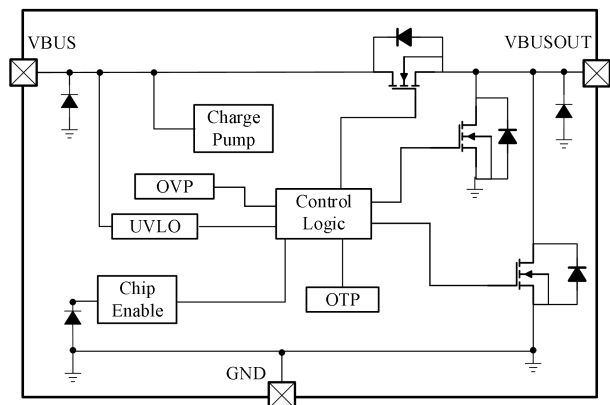 VBUS
VBUSOUT
Charge
Pump
OVP
Control
Logic
UVLO
Chip
Enable
OTP
GND